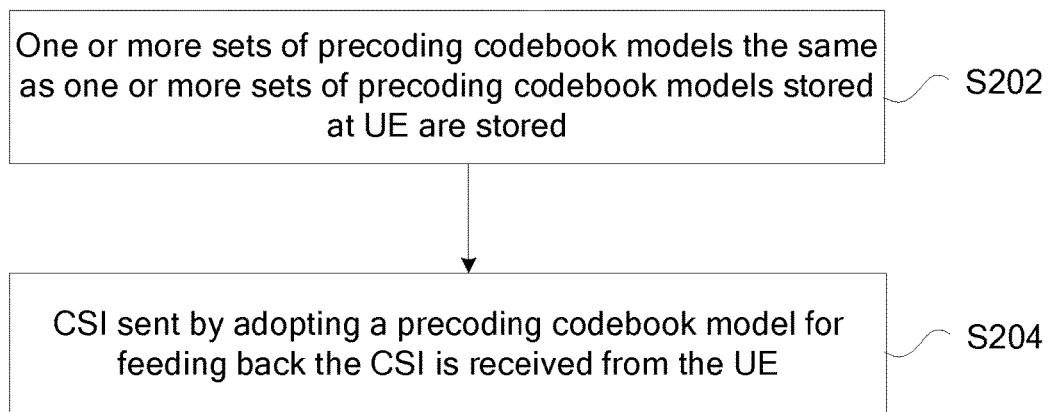 One or more sets of precoding codebook models the same
as one or more sets of precoding codebook models stored
at UE are stored
S202
CSI sent by adopting a precoding codebook model for
feeding back the CSI is received from the UE
S204